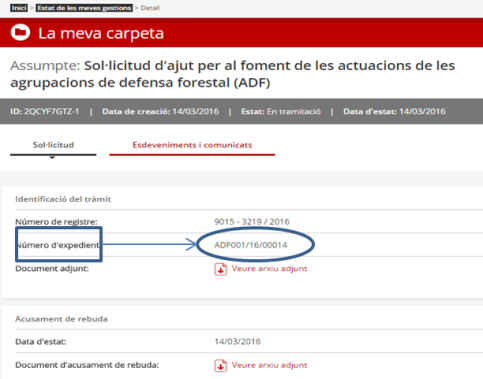 Inici > Estat de les meves gestions > Detall
La meva carpeta
Assumpte: Sol·licitud d'ajut per al foment de les actuacions de les
agrupacions de defensa forestal (ADF)
ID: 2QCYF7GTZ-1 | Data de creació: 14/03/2016 | Estat: En tramitació | Data d'estat: 14/03/2016
Sol·licitud Esdeveniments i comunicats
Identificació del tràmit
Número de registre: 9015 - 3219 / 2016
Número d'expedient ADF001/16/00014
Document adjunt: Veure arxiu adjunt
Acusament de rebuda
Data d'estat: 14/03/2016
Document d'acusament de rebuda: Veure arxiu adjunt